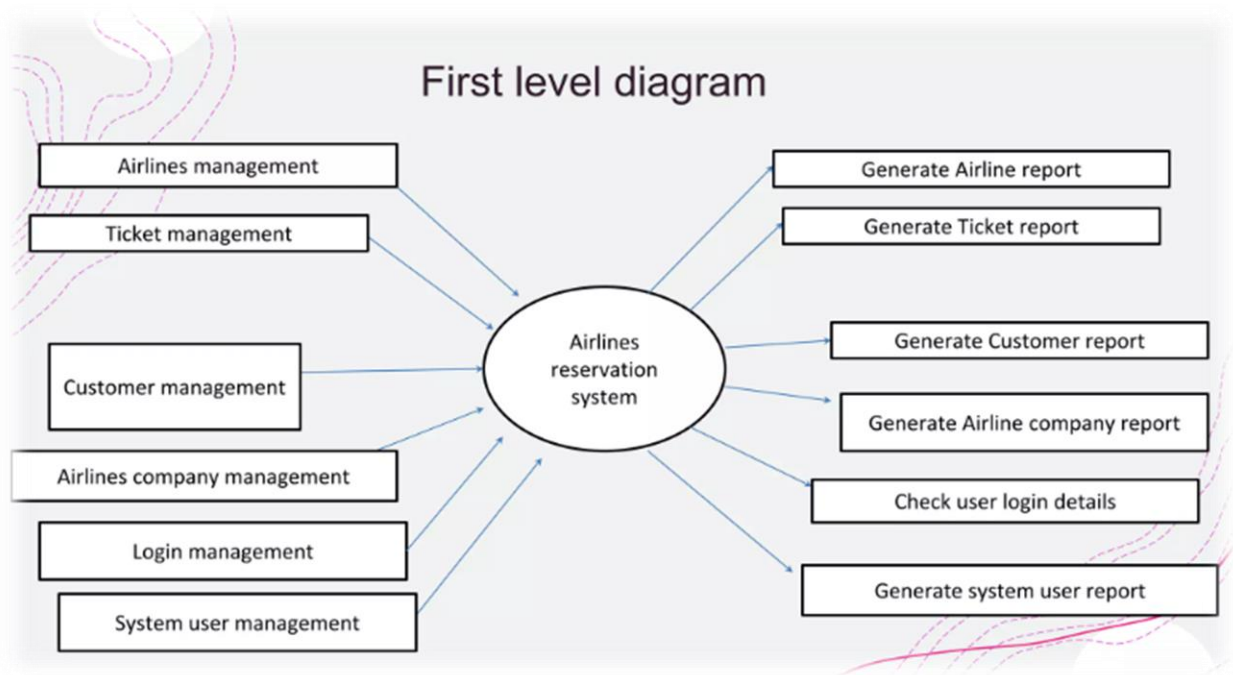 First level diagram
Airlines management
Ticket management
Customer management
Airlines company management
Login management
System user management
Airlines
reservation
system
Generate Airline report
Generate Ticket report
Generate Customer report
Generate Airline company report
Check user login details
Generate system user report